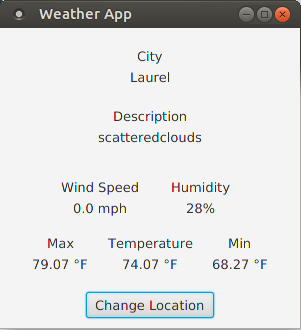 Weather App
City
Laurel
Description
scatteredclouds
Wind Speed Humidity
0.0 mph 28%
Max Temperature Min
79.07 °F 74.07 °F 68.27 °F
Change Location